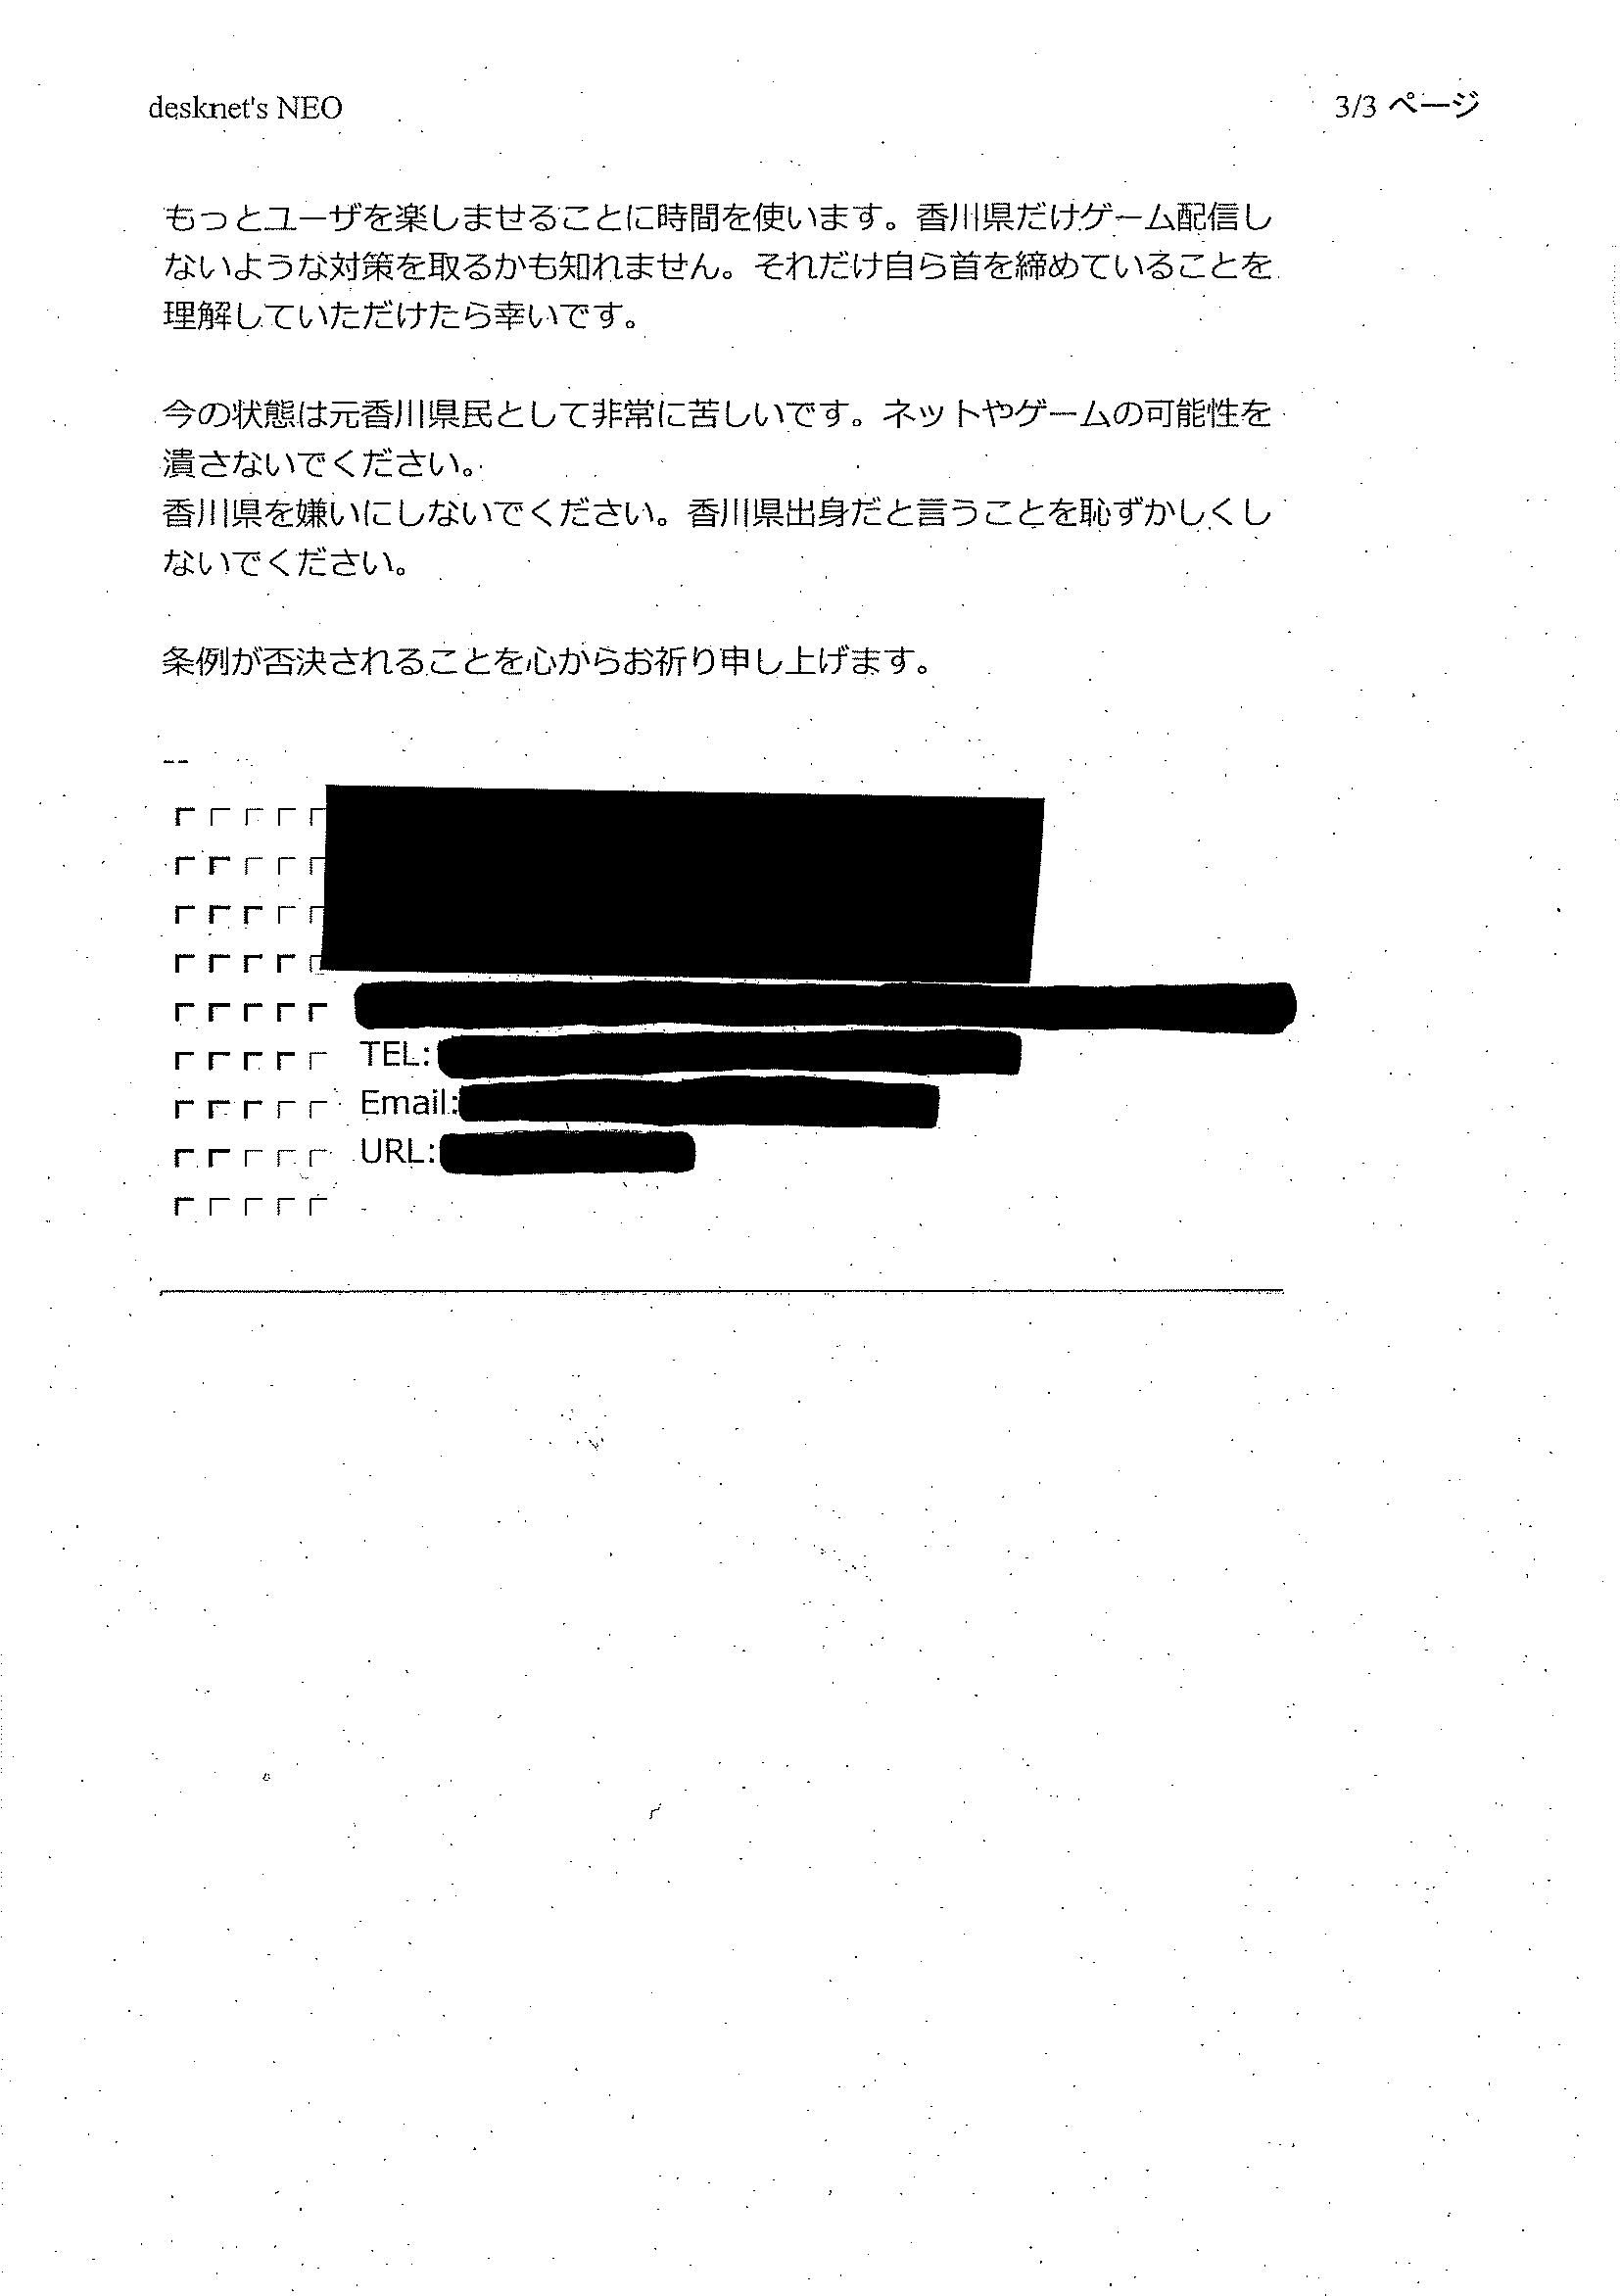 desknet's NEO
3/3 ページ
もっとユーザを楽しませることに時間を使います。香川県だけゲーム配信し
ないような対策を取るかも知れません。それだけ自ら首を締めていることを
理解していただけたら幸いです。
今の状態は元香川県民として非常に苦しいです。ネットやゲームの可能性を
潰さないでください。
香川県を嫌いにしないでください。香川県出身だと言うことを恥ずかしくし
ないでください。
条例が否決されることを心からお祈り申し上げます。
--
┏┏┏┏┏
┏┏┏┏┏
┏┏┏┏┏
┏┏┏┏┏
┏┏┏┏┏
┏┏┏┏┏ TEL:
┏┏┏┏┏ Email:
┏┏┏┏┏ URL:
┏┏┏┏┏